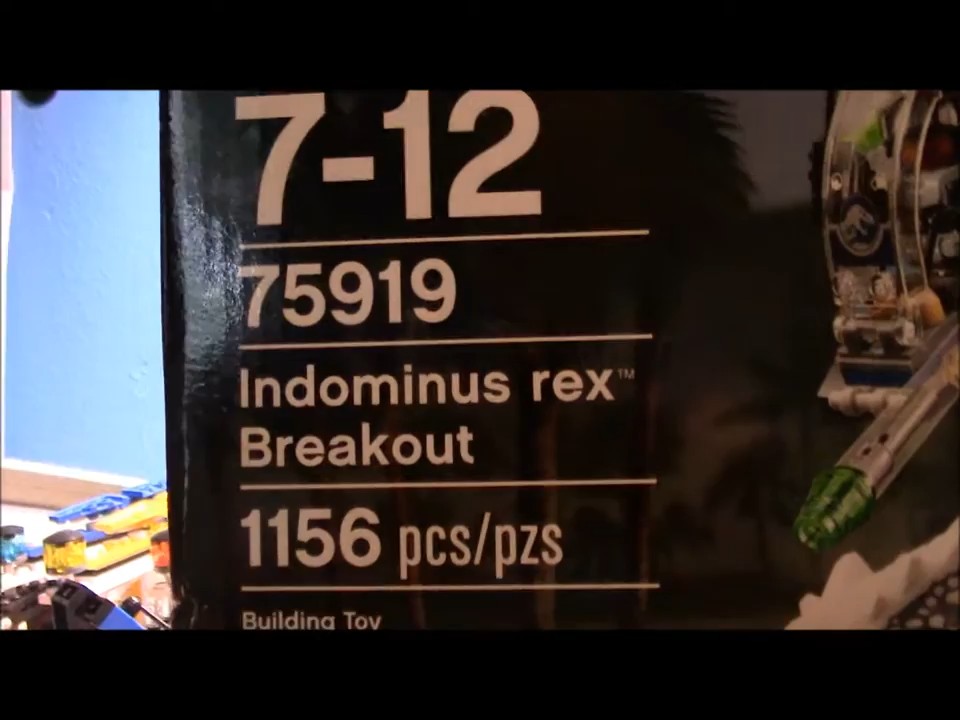 7-12
75919
Indominus rex™
Breakout
1156 pcs/pzs
Building Toy